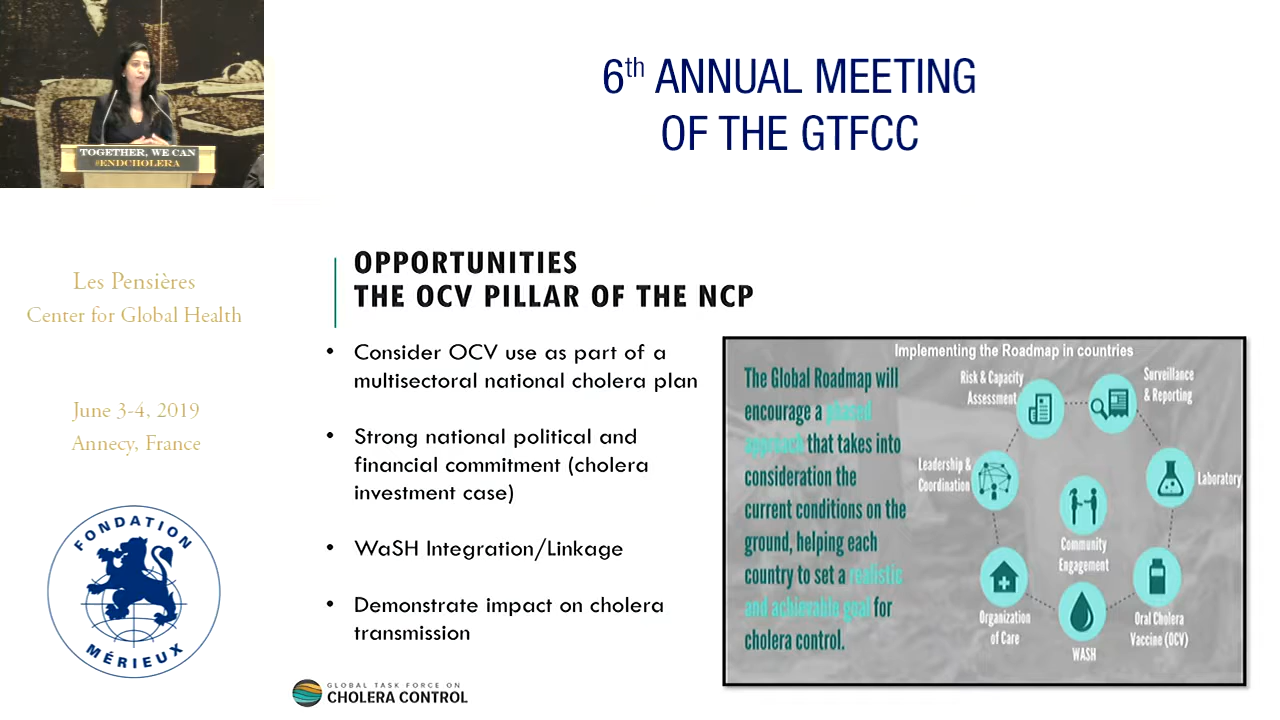 TOGETHER, WE CAN
#ENDCHOLERA
6th ANNUAL MEETING
OF THE GTFCC
Les Pensières
Center for Global Health
June 3-4, 2019
Annecy, France
FONDATION
MÉRIEUX
OPPORTUNITIES
THE OCV PILLAR OF THE NCP
• Consider OCV use as part of a
multisectoral national cholera plan
• Strong national political and
financial commitment (cholera
investment case)
• WaSH Integration/Linkage
• Demonstrate impact on cholera
transmission
GLOBAL TASK FORCE ON
CHOLERA CONTROL
Implementing the Roadmap in countries
The Global Roadmap will
encourage a phased
approach that takes into
consideration the
current conditions on the
ground, helping each
country to set a realistic
and achievable goal for
cholera control.
Risk & Capacity
Assessment
Surveillance
& Reporting
Leadership &
Coordination
Laboratory
Community
Engagement
Organization
of Care
WASH
Oral Cholera
Vaccine (OCV)